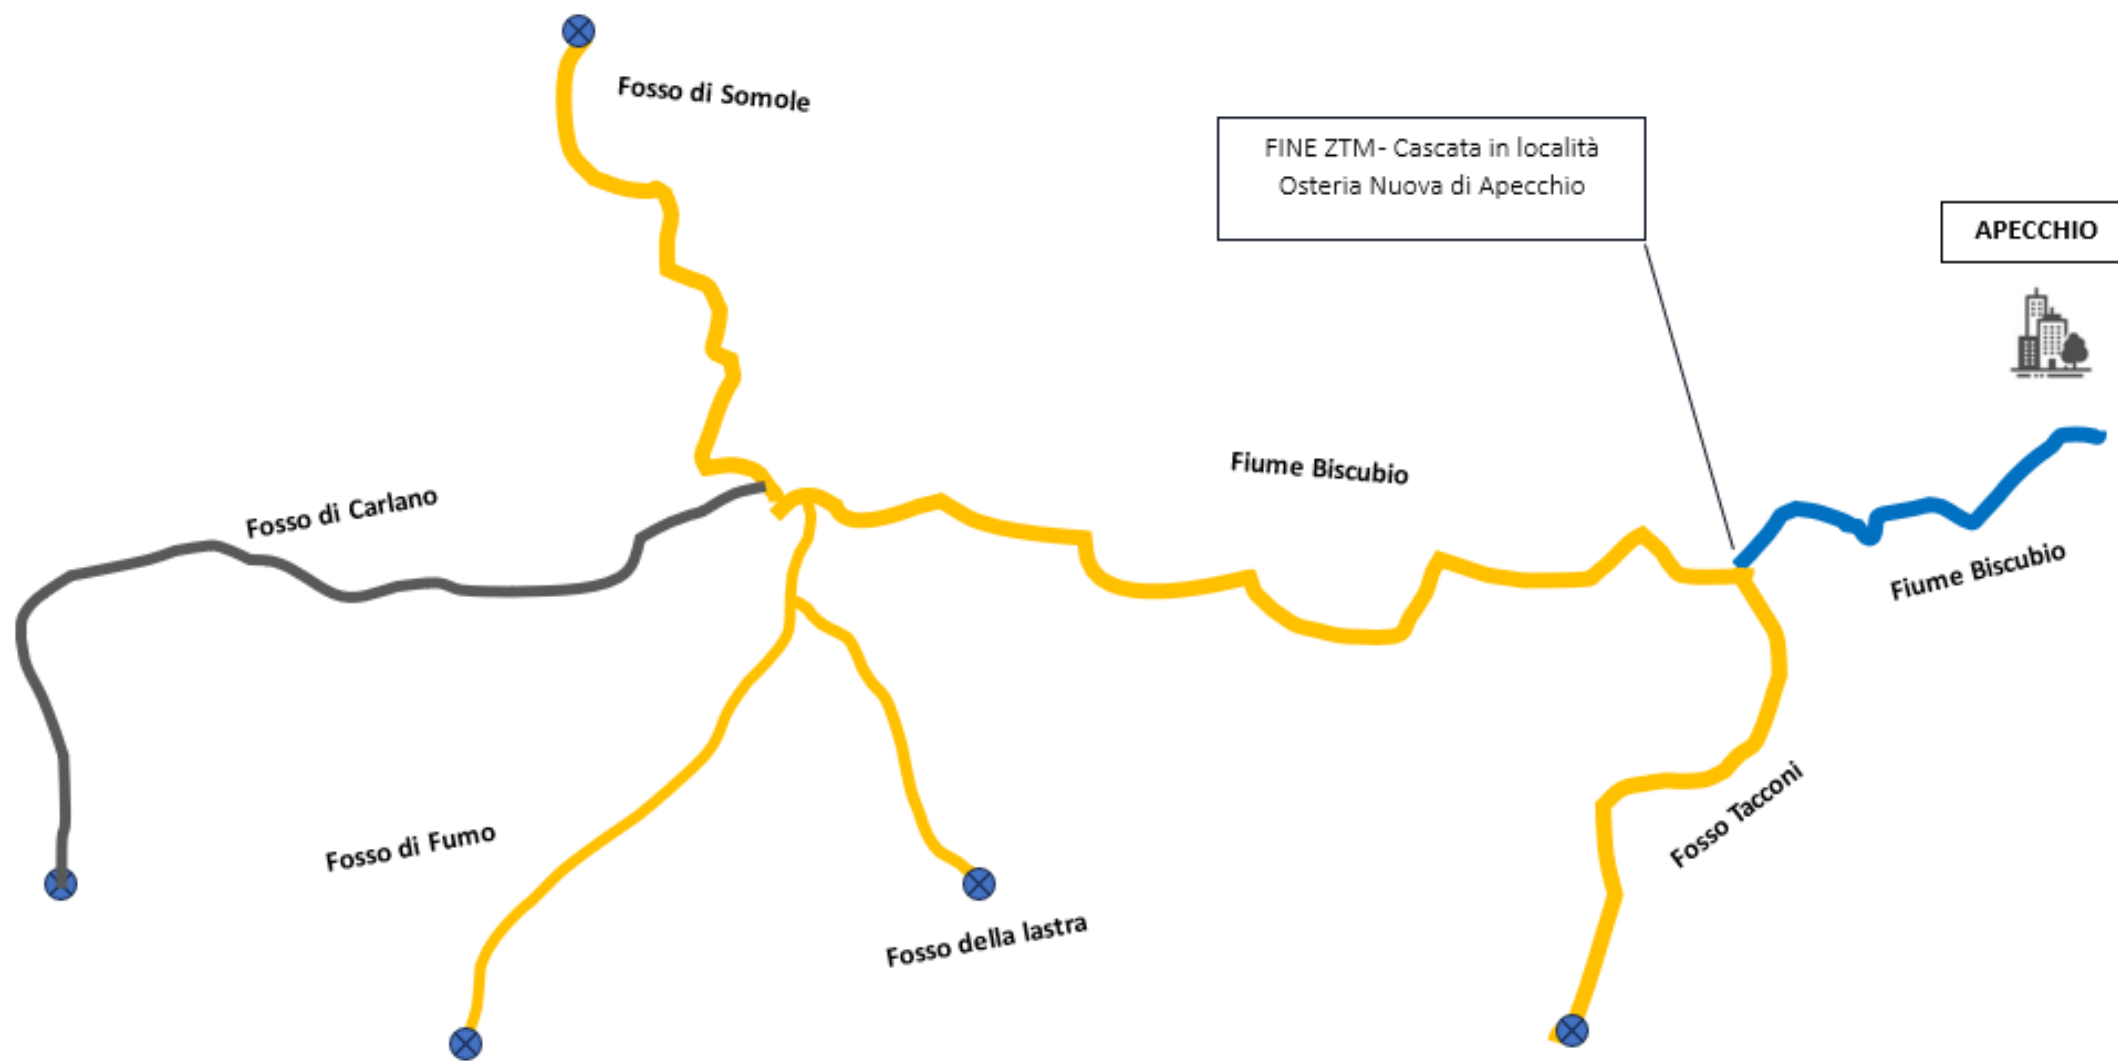 Fosso di Somole
FINE ZTM - Cascata in località
Osteria Nuova di Apecchio
APECCHIO
Fiume Biscubio
Fosso di Carlano
Fiume Biscubio
Fosso Tacconi
Fosso di Fumo
Fosso della lastra